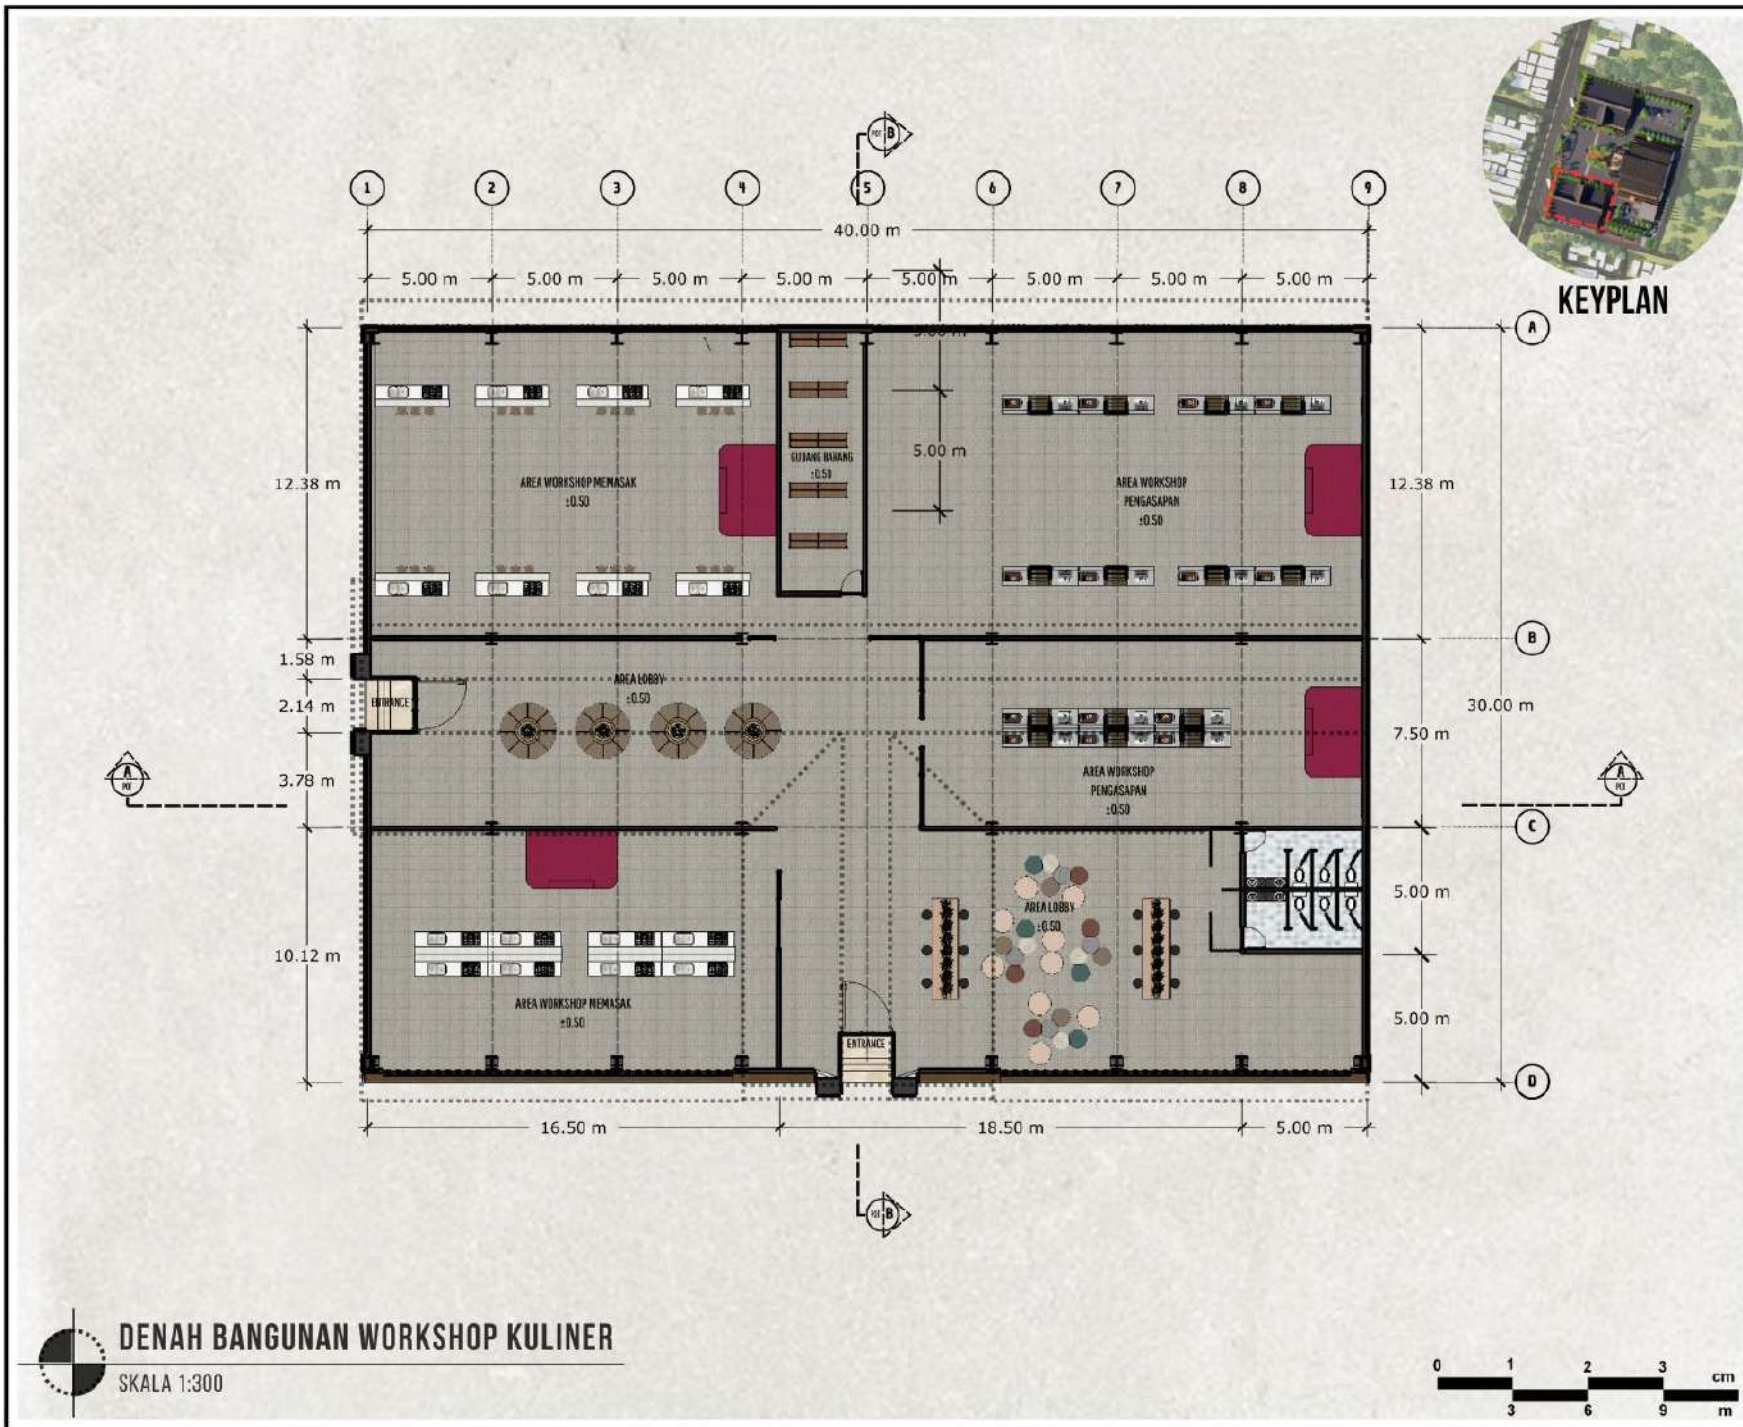 B
1
2
3
4
5
6
7
8
9
40.00 m
5.00 m
5.00 m
5.00 m
5.00 m
5.00 m
5.00 m
5.00 m
5.00 m
KEYPLAN
A
12.38 m
AREA WORKSHOP MEMASAK
±0.50
GUDANG BARANG
±0.50
5.00 m
AREA WORKSHOP
PENGASAPAN
±0.50
12.38 m
B
1.58 m
2.14 m
3.78 m
ENTRANCE
AREA LOBBY
±0.50
AREA WORKSHOP
PENGASAPAN
±0.50
7.50 m
30.00 m
A
POT
A
POT
C
10.12 m
AREA WORKSHOP MEMASAK
±0.50
AREA LOBBY
±0.50
ENTRANCE
5.00 m
5.00 m
D
16.50 m
18.50 m
5.00 m
B
DENAH BANGUNAN WORKSHOP KULINER
SKALA 1:300
0 1 2 3 cm
3 6 9 m